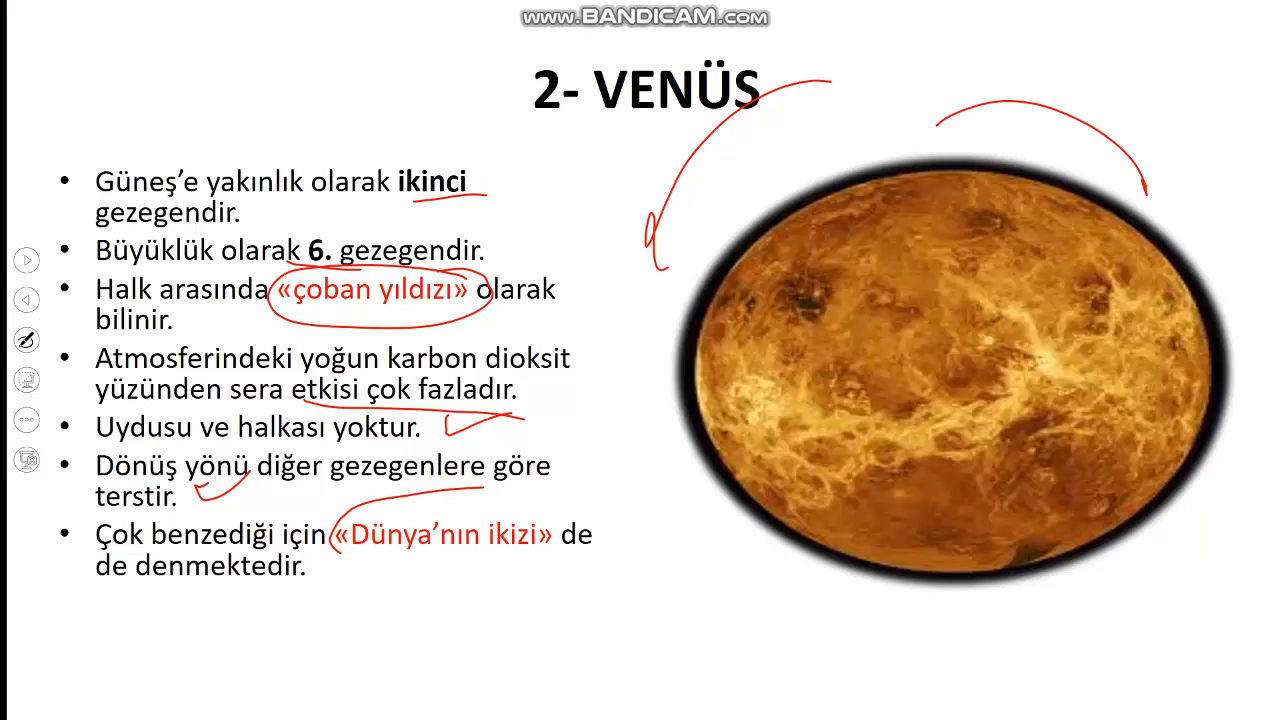 www.BANDICAM.com
2- VENÜS
• Güneş’e yakınlık olarak ikinci
gezegendir.
• Büyüklük olarak 6. gezegendir.
• Halk arasında «çoban yıldızı» olarak
bilinir.
• Atmosferindeki yoğun karbon dioksit
yüzünden sera etkisi çok fazladır.
• Uydusu ve halkası yoktur.
• Dönüş yönü diğer gezegenlere göre
terstir.
• Çok benzediği için «Dünya’nın ikizi» de
de denmektedir.